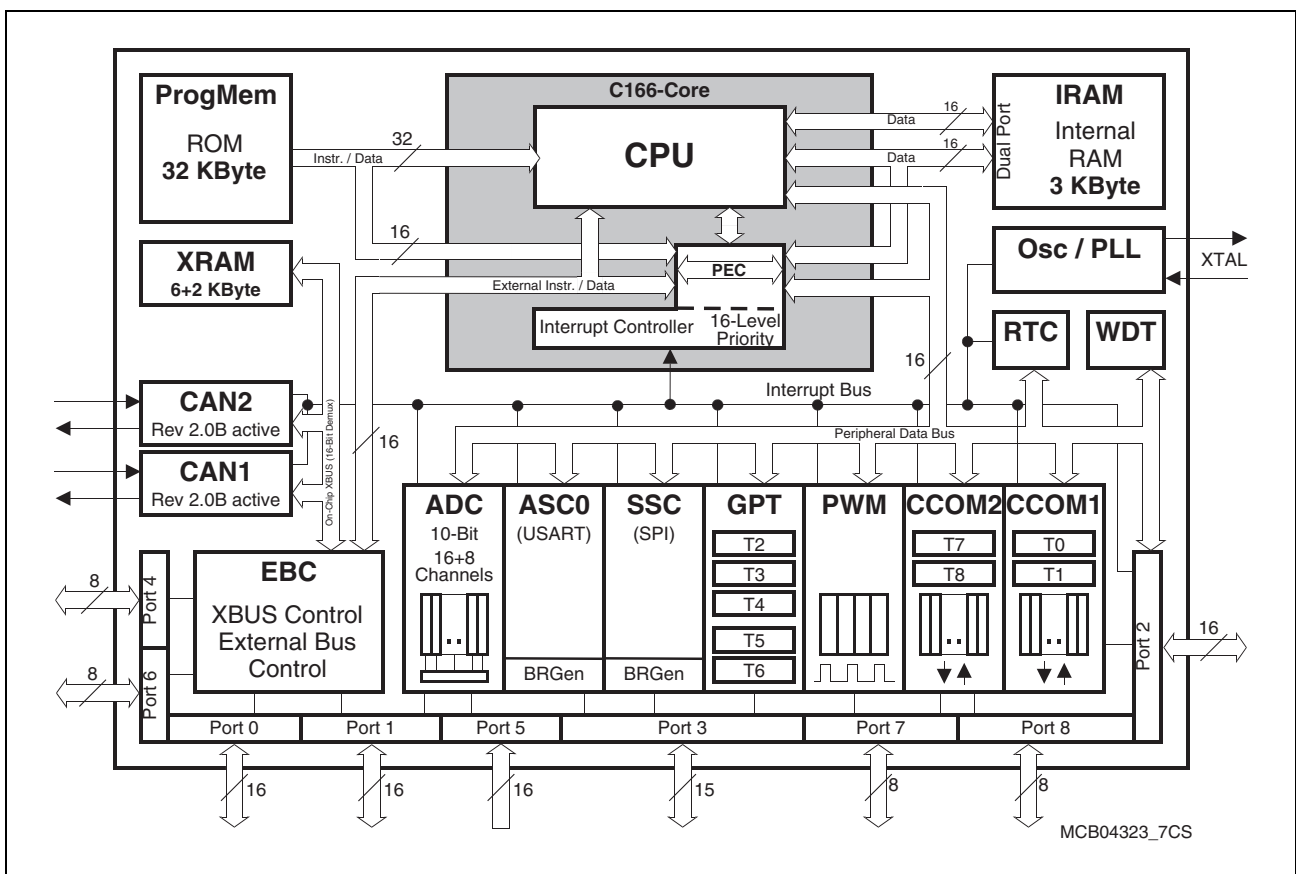 C166-Core
ProgMem
ROM
32 KByte
32
Instr. / Data
CPU
16
Data
16
Data
Dual Port
IRAM
Internal
RAM
3 KByte
XRAM
6+2 KByte
16
External Instr. / Data
PEC
Interrupt Controller
16-Level
Priority
Osc / PLL
XTAL
RTC
WDT
16
CAN2
Rev 2.0B active
CAN1
Rev 2.0B active
On-Chip XBUS (16-Bit Demux)
16
Interrupt Bus
Peripheral Data Bus
EBC
XBUS Control
External Bus
Control
ADC
10-Bit
16+8
Channels
ASC0
(USART)
BRGen
SSC
(SPI)
BRGen
GPT
T2
T3
T4
T5
T6
PWM
CCOM2
T7
T8
CCOM1
T0
T1
8
Port 4
8
Port 6
Port 2
16
Port 0
Port 1
Port 5
Port 3
Port 7
Port 8
16
16
16
15
8
8
MCB04323_7CS